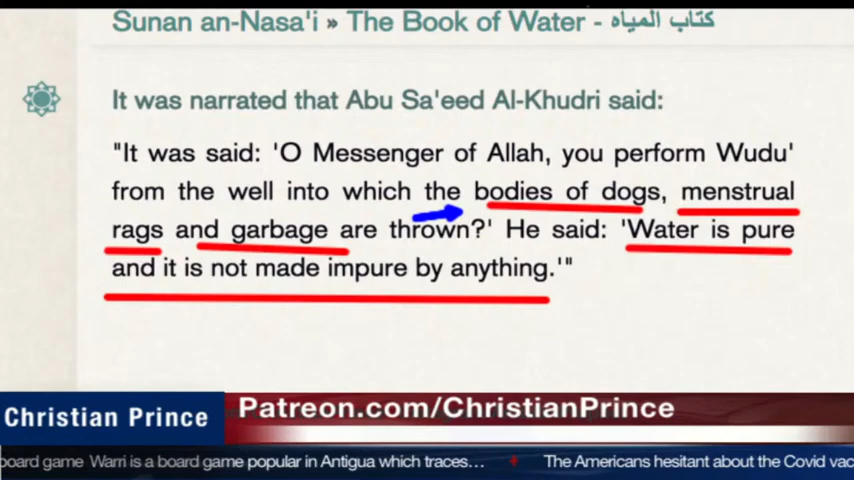 Sunan an-Nasa'i » The Book of Water - كتاب المياه
It was narrated that Abu Sa'eed Al-Khudri said:
"It was said: 'O Messenger of Allah, you perform Wudu'
from the well into which the bodies of dogs, menstrual
rags and garbage are thrown?' He said: 'Water is pure
and it is not made impure by anything.'"
Christian Prince
Patreon.com/ChristianPrince
board game Warri is a board game popular in Antigua which traces... The Americans hesitant about the Covid vac